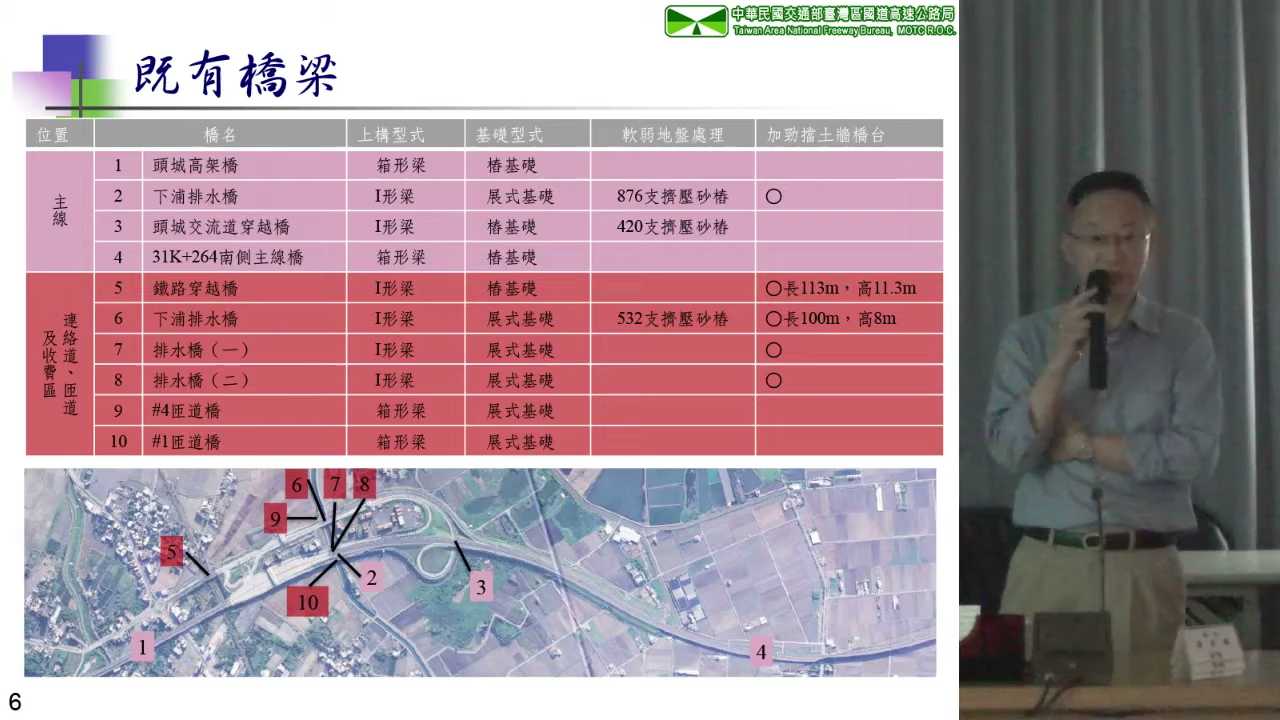 中華民國交通部臺灣區國道高速公路局
Taiwan Area National Freeway Bureau, MOTC R.O.C.
既有橋梁
位置 橋名 上構型式 基礎型式 軟弱地盤處理 加勁擋土牆橋台
主線
1 頭城高架橋 箱形梁 樁基礎
2 下浦排水橋 I形梁 展式基礎 876支擠壓砂樁 〇
3 頭城交流道穿越橋 I形梁 樁基礎 420支擠壓砂樁
4 31K+264南側主線橋 箱形梁 樁基礎
連絡道、匝道及收費區
5 鐵路穿越橋 I形梁 樁基礎 〇長113m,高11.3m
6 下浦排水橋 I形梁 展式基礎 532支擠壓砂樁 〇長100m,高8m
7 排水橋(一) I形梁 展式基礎 〇
8 排水橋(二) I形梁 展式基礎 〇
9 #4匝道橋 箱形梁 展式基礎
10 #1匝道橋 箱形梁 展式基礎
6 7 8
9
5
2
3
10
1
4
6